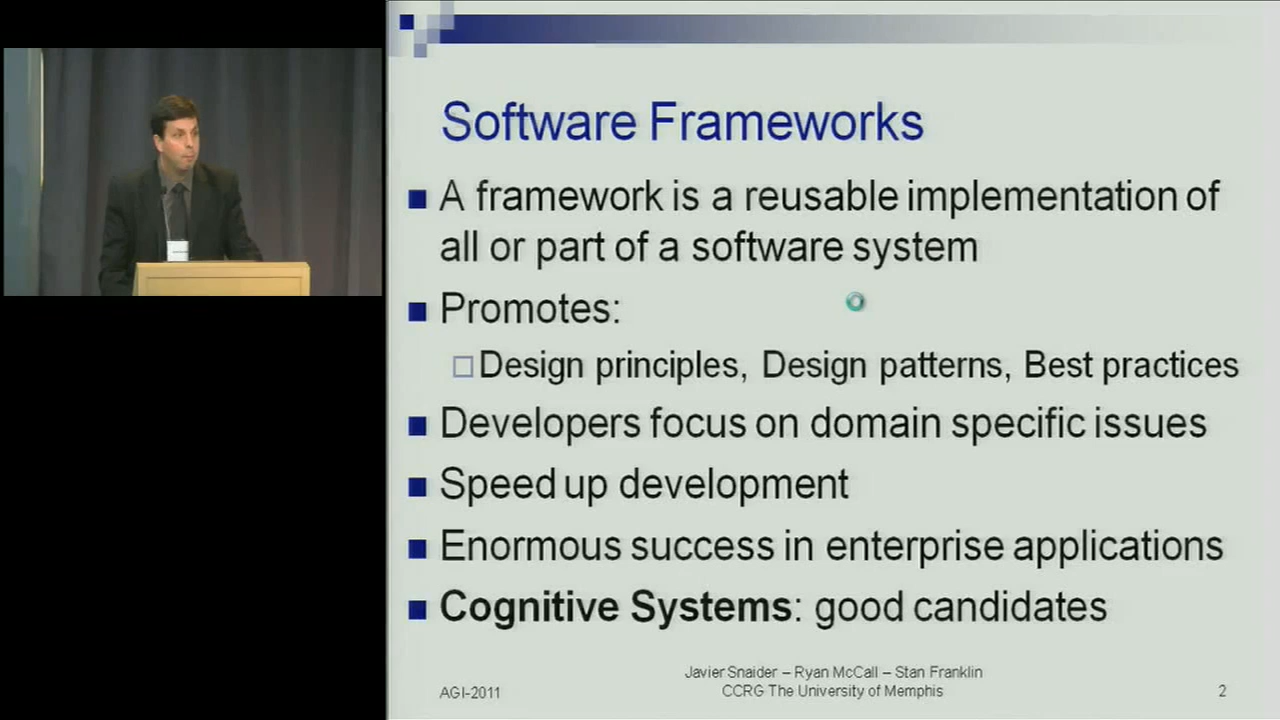 Software Frameworks
A framework is a reusable implementation of
all or part of a software system
Promotes:
Design principles, Design patterns, Best practices
Developers focus on domain specific issues
Speed up development
Enormous success in enterprise applications
Cognitive Systems: good candidates
Javier Snaider – Ryan McCall – Stan Franklin
AGI-2011
CCRG The University of Memphis
2